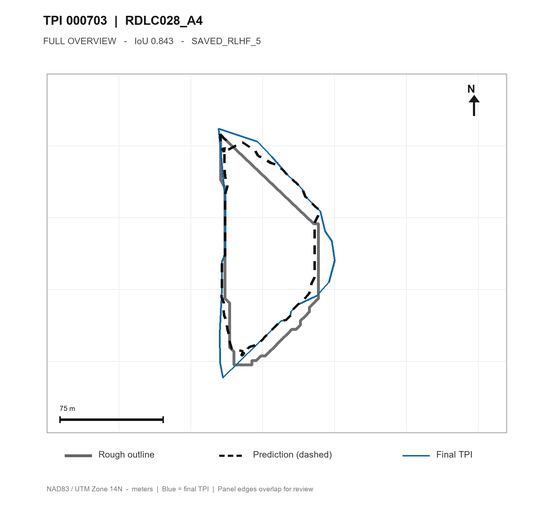 TPI 000703 | RDLC028_A4
FULL OVERVIEW - IoU 0.843 - SAVED_RLHF_5
N
75 m
Rough outline
Prediction (dashed)
Final TPI
NAD83 / UTM Zone 14N - meters | Blue = final TPI | Panel edges overlap for review